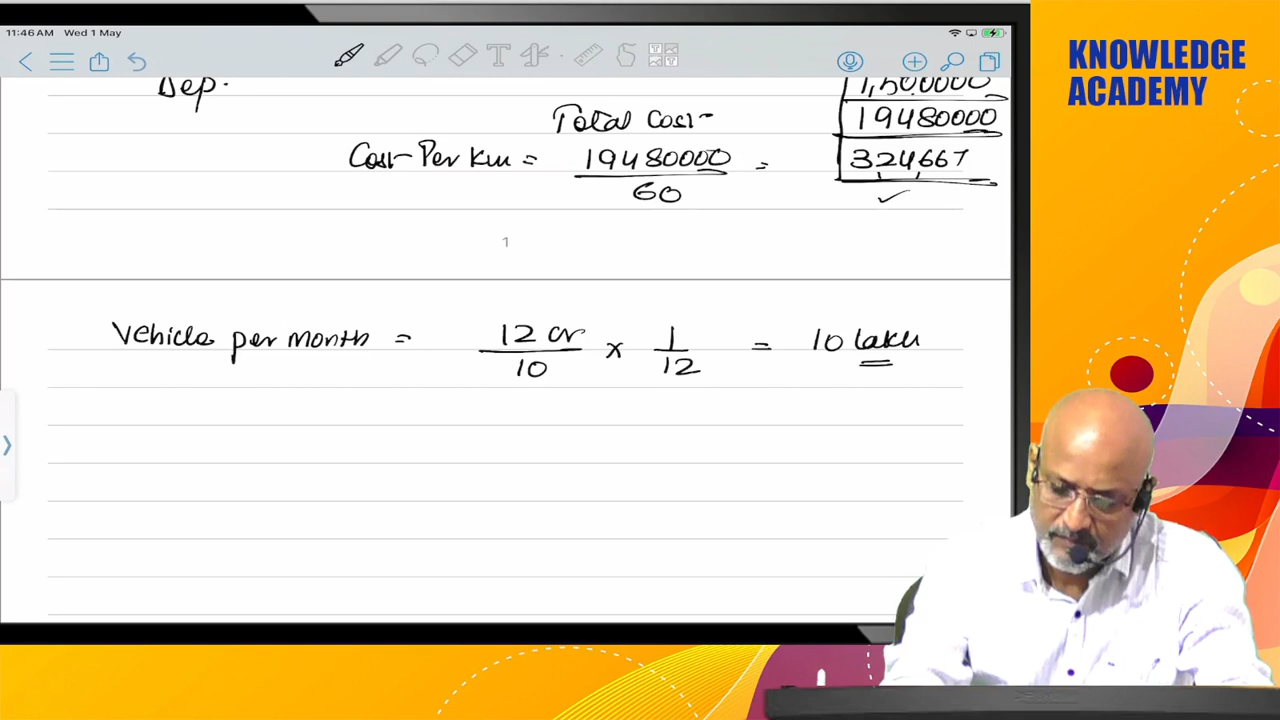 11:46 AM Wed 1 May
KNOWLEDGE
ACADEMY
Dep.
1,500000
Total Cost 19480000
Cost Per Km = 19480000 / 60 = 324667
1
Vehicle per month = 12 cr / 10 x 1 / 12 = 10 lakh